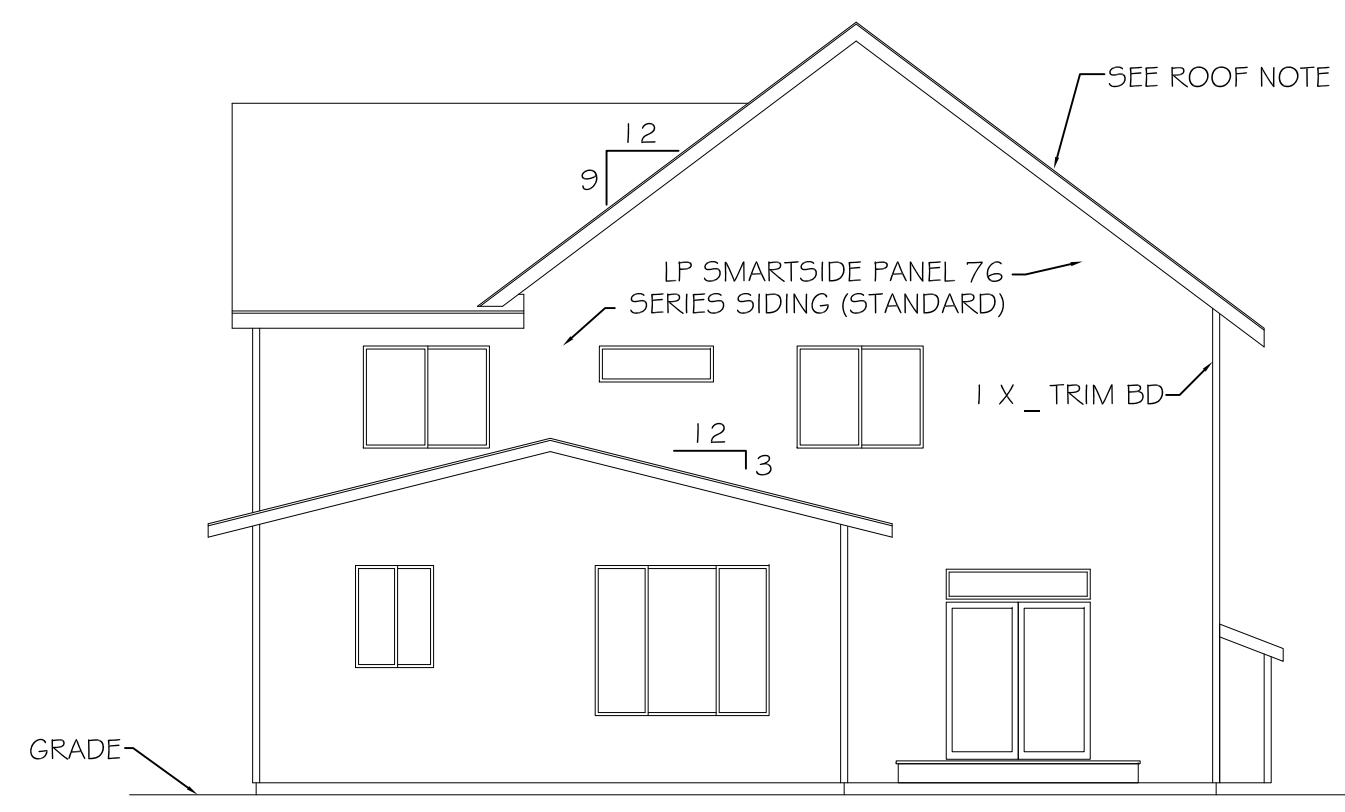 SEE ROOF NOTE
12
9
LP SMARTSIDE PANEL 76
SERIES SIDING (STANDARD)
1 X _ TRIM BD
12
3
GRADE